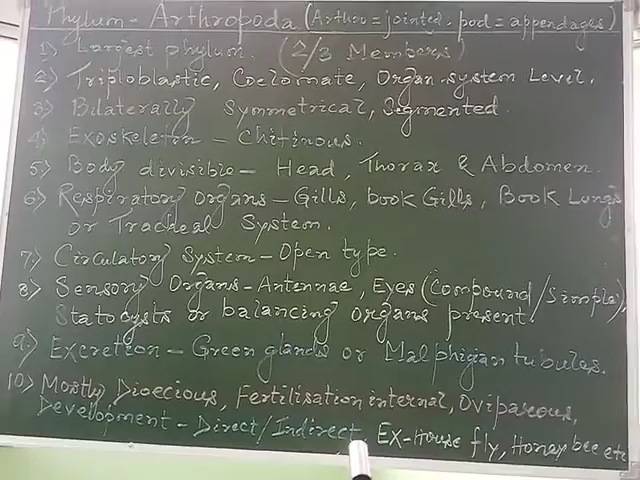 Phylum - Arthropoda (Arthro = jointed, pod = appendages)
1) Largest phylum. (2/3 Members)
2) Triploblastic, Coelomate, Organ-system Level.
3) Bilaterally Symmetrical, Segmented.
4) Exoskeleton - Chitinous.
5) Body divisible - Head, Thorax & Abdomen.
6) Respiratory Organs - Gills, book Gills, Book Lungs
or Tracheal System.
7) Circulatory System - Open type.
8) Sensory Organs - Antennae, Eyes (Compound/Simple),
Statocysts or balancing organs present.
9) Excretion - Green glands or Malphigian tubules.
10) Mostly Dioecious, Fertilisation internal, Oviparous,
Development - Direct/Indirect. Ex-House fly, Honey bee etc